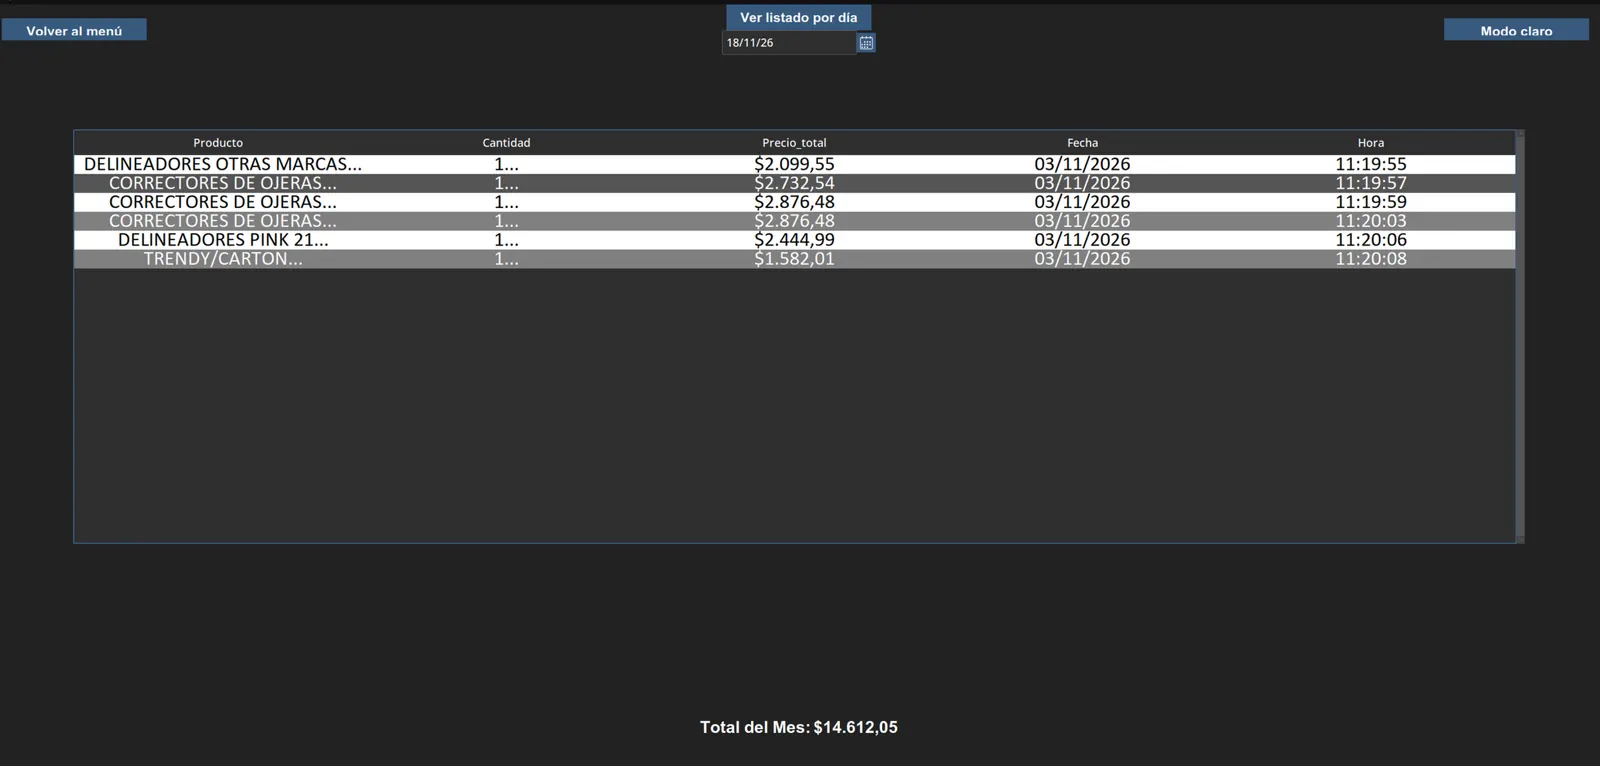 Ver listado por día
Volver al menú
Modo claro
18/11/26
Producto Cantidad Precio_total Fecha Hora
DELINEADORES OTRAS MARCAS... 1... $2.099,55 03/11/2026 11:19:55
CORRECTORES DE OJERAS... 1... $2.732,54 03/11/2026 11:19:57
CORRECTORES DE OJERAS... 1... $2.876,48 03/11/2026 11:19:59
CORRECTORES DE OJERAS... 1... $2.876,48 03/11/2026 11:20:03
DELINEADORES PINK 21... 1... $2.444,99 03/11/2026 11:20:06
TRENDY/CARTON... 1... $1.582,01 03/11/2026 11:20:08
Total del Mes: $14.612,05